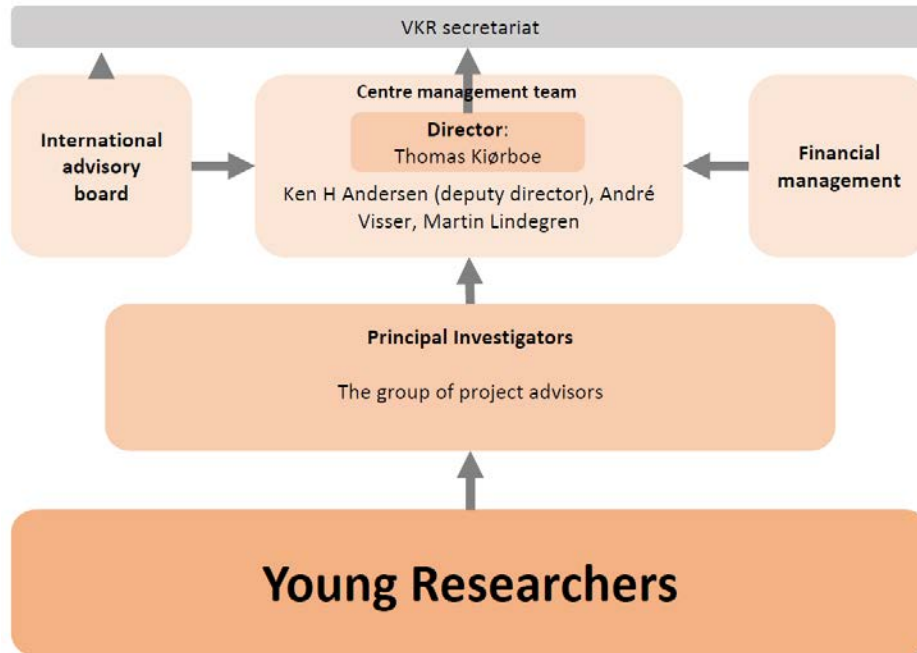 VKR secretariat
International
advisory
board
Centre management team
Director:
Thomas Kiørboe
Ken H Andersen (deputy director), André
Visser, Martin Lindegren
Financial
management
Principal Investigators
The group of project advisors
Young Researchers